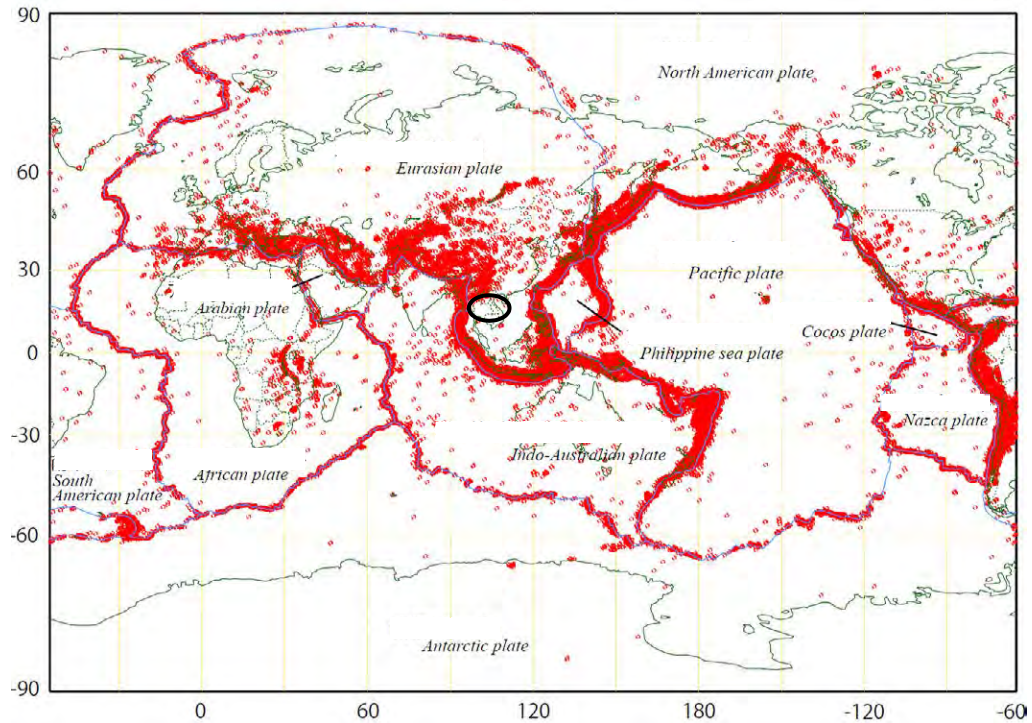 90
North American plate
60
Eurasian plate
30
Arabian plate
Pacific plate
Cocos plate
0
Philippine sea plate
Nazca plate
-30
Indo-Australian plate
African plate
South
American plate
-60
Antarctic plate
-90
0
60
120
180
-120
-60